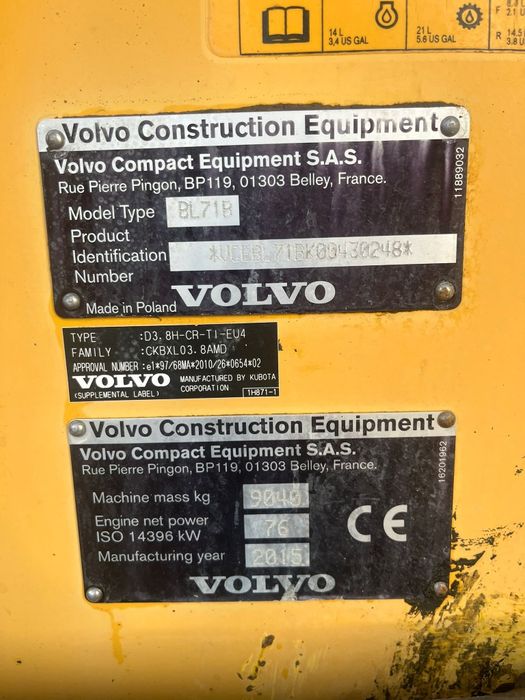 14 L
3,4 US GAL
21 L
5.6 US GAL
F
R
Volvo Construction Equipment
Volvo Compact Equipment S.A.S.
Rue Pierre Pingon, BP119, 01303 Belley, France.
Model Type BL71B
Product
Identification *VCEBL71BK00430248*
Number
Made in Poland VOLVO
11889032
TYPE :D3.8H-CR-TI-EU4
FAMILY :CKBXL03.8AMD
APPROVAL NUMBER :e1*97/68MA*2010/26*0654*02
VOLVO MANUFACTURED BY KUBOTA
CORPORATION
(SUPPLEMENTAL LABEL) 1H871-1
Volvo Construction Equipment
Volvo Compact Equipment S.A.S.
Rue Pierre Pingon, BP119, 01303 Belley, France.
Machine mass kg 9040
Engine net power
ISO 14396 kW 76
Manufacturing year 2015
CE
VOLVO
16201962